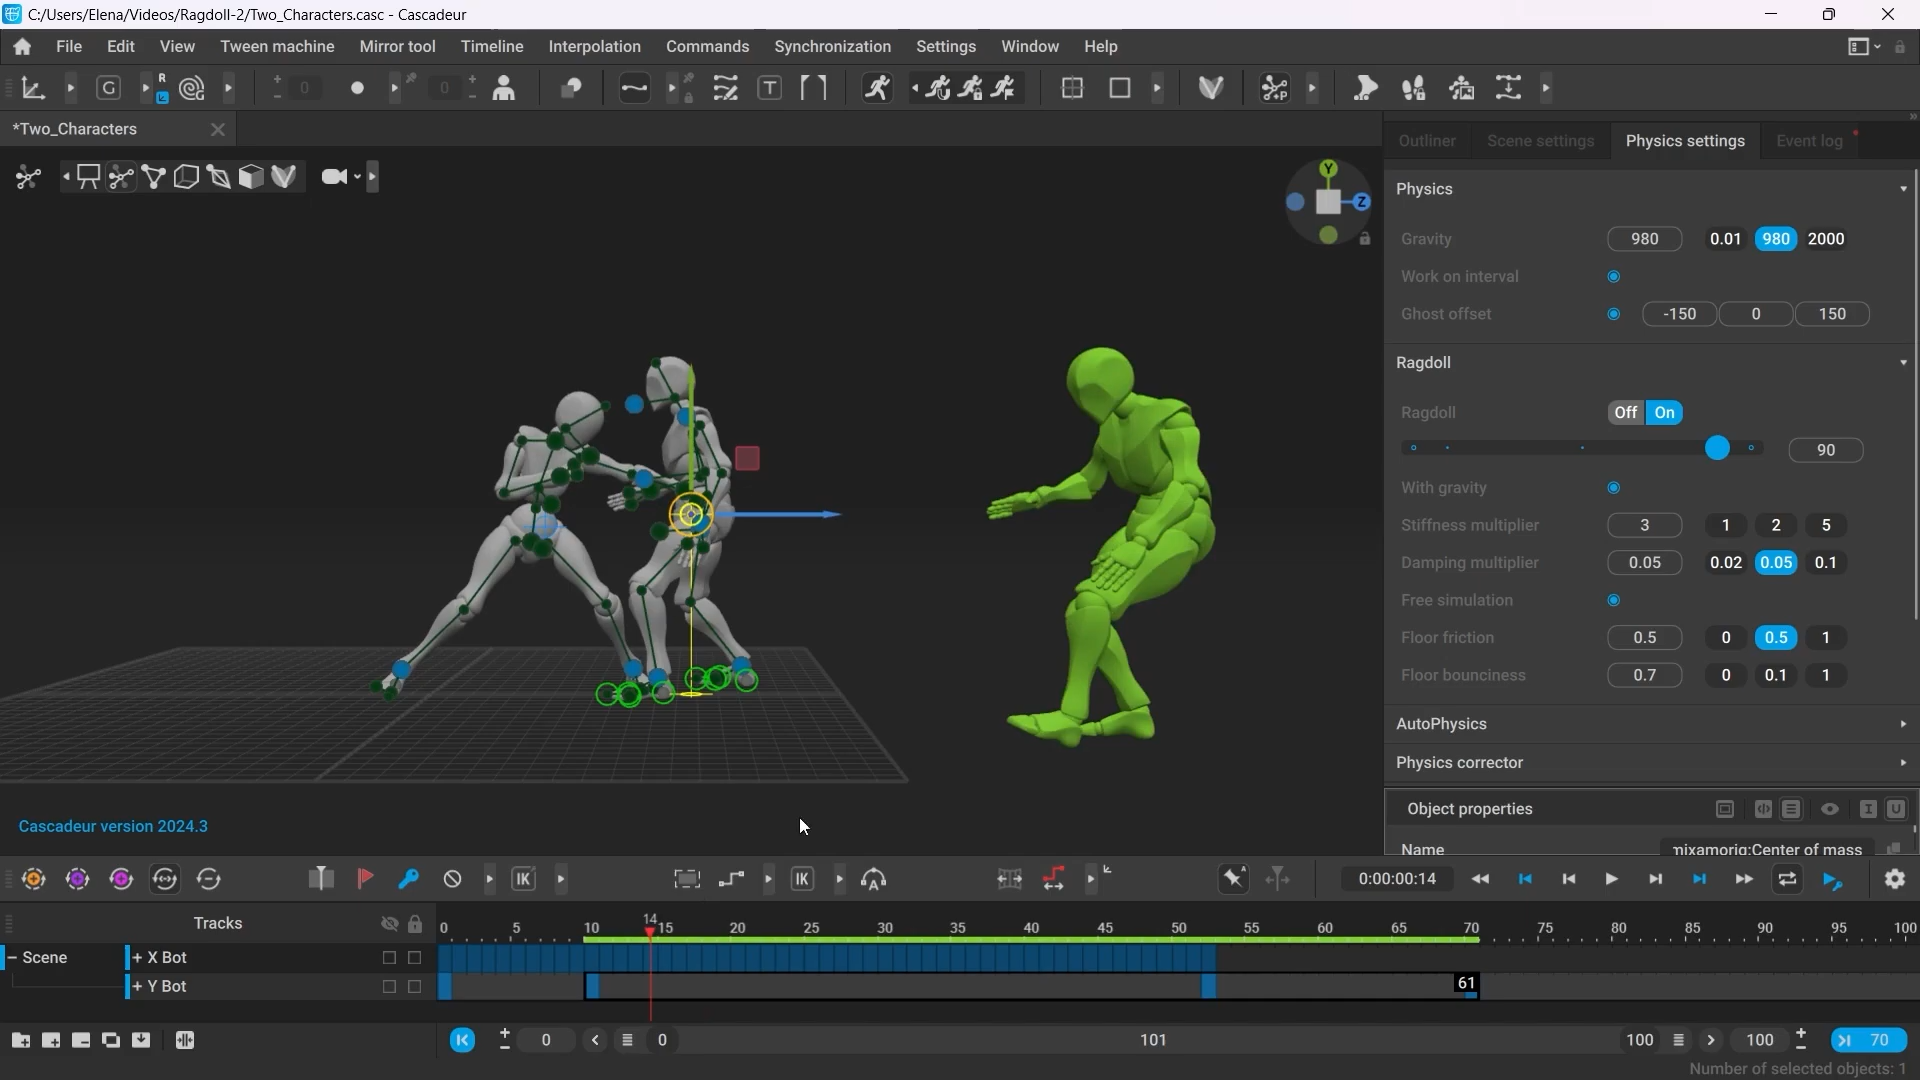 C:/Users/Elena/Videos/Ragdoll-2/Two_Characters.casc - Cascadeur
File Edit View Tween machine Mirror tool Timeline Interpolation Commands Synchronization Settings Window Help
G R 0 0 T P
*Two_Characters
Outliner Scene settings Physics settings Event log
Y
Z
Physics
Gravity 980 0.01 980 2000
Work on interval
Ghost offset -150 0 150
Ragdoll
Ragdoll Off On
90
With gravity
Stiffness multiplier 3 1 2 5
Damping multiplier 0.05 0.02 0.05 0.1
Free simulation
Floor friction 0.5 0 0.5 1
Floor bounciness 0.7 0 0.1 1
AutoPhysics
Physics corrector
Object properties I U
Name mixamorig:Center of mass
Cascadeur version 2024.3
IK IK A 0:00:00:14
Tracks 0 5 10 14 15 20 25 30 35 40 45 50 55 60 65 70 75 80 85 90 95 100
- Scene + X Bot
+ Y Bot 61
0 0 101 100 100 70
Number of selected objects: 1